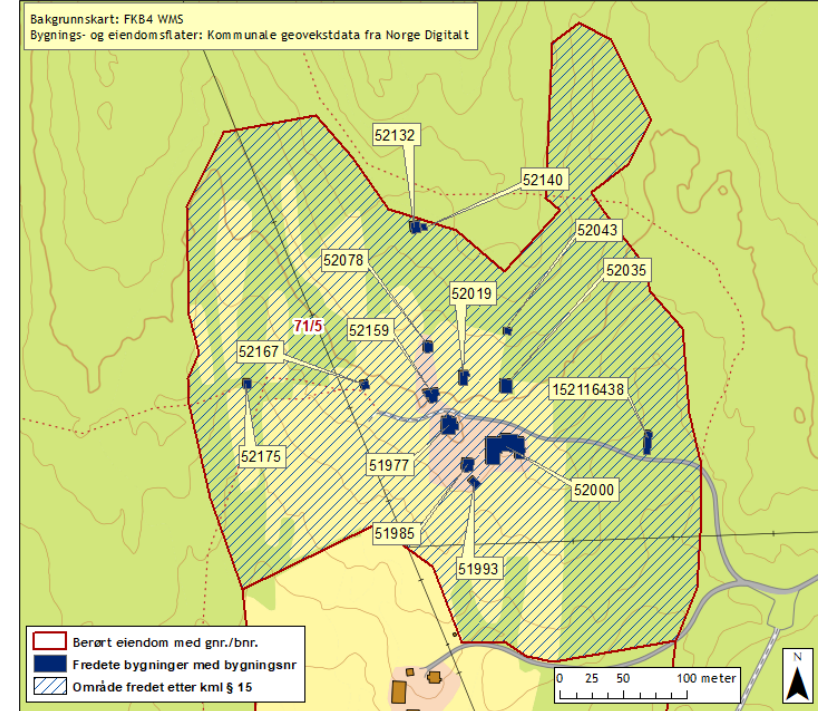 Bakgrunnskart: FKB4 WMS
Bygnings- og eiendomsflater: Kommunale geovekstdata fra Norge Digitalt
52132
52140
52043
52078
52035
52019
71/5
52159
52167
152116438
52175
51977
52000
51985
51993
Berørt eiendom med gnr./bnr.
Fredete bygninger med bygningsnr
Område fredet etter kml § 15
0 25 50 100 meter
N